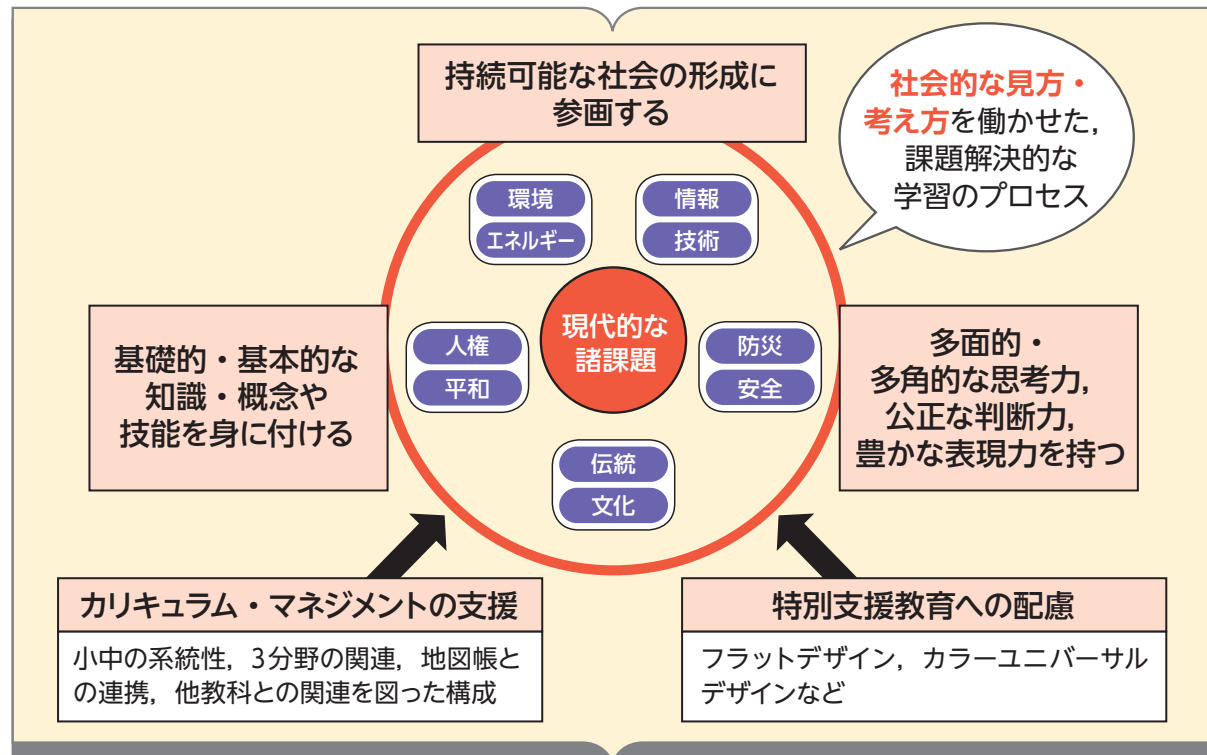 持続可能な社会の形成に
参画する
社会的な見方・
考え方を働かせた,
課題解決的な
学習のプロセス
環境
エネルギー
情報
技術
現代的な
諸課題
人権
平和
防災
安全
伝統
文化
基礎的・基本的な
知識・概念や
技能を身に付ける
多面的・
多角的な思考力,
公正な判断力,
豊かな表現力を持つ
カリキュラム・マネジメントの支援
小中の系統性, 3分野の関連, 地図帳と
の連携, 他教科との関連を図った構成
特別支援教育への配慮
フラットデザイン, カラーユニバーサル
デザインなど